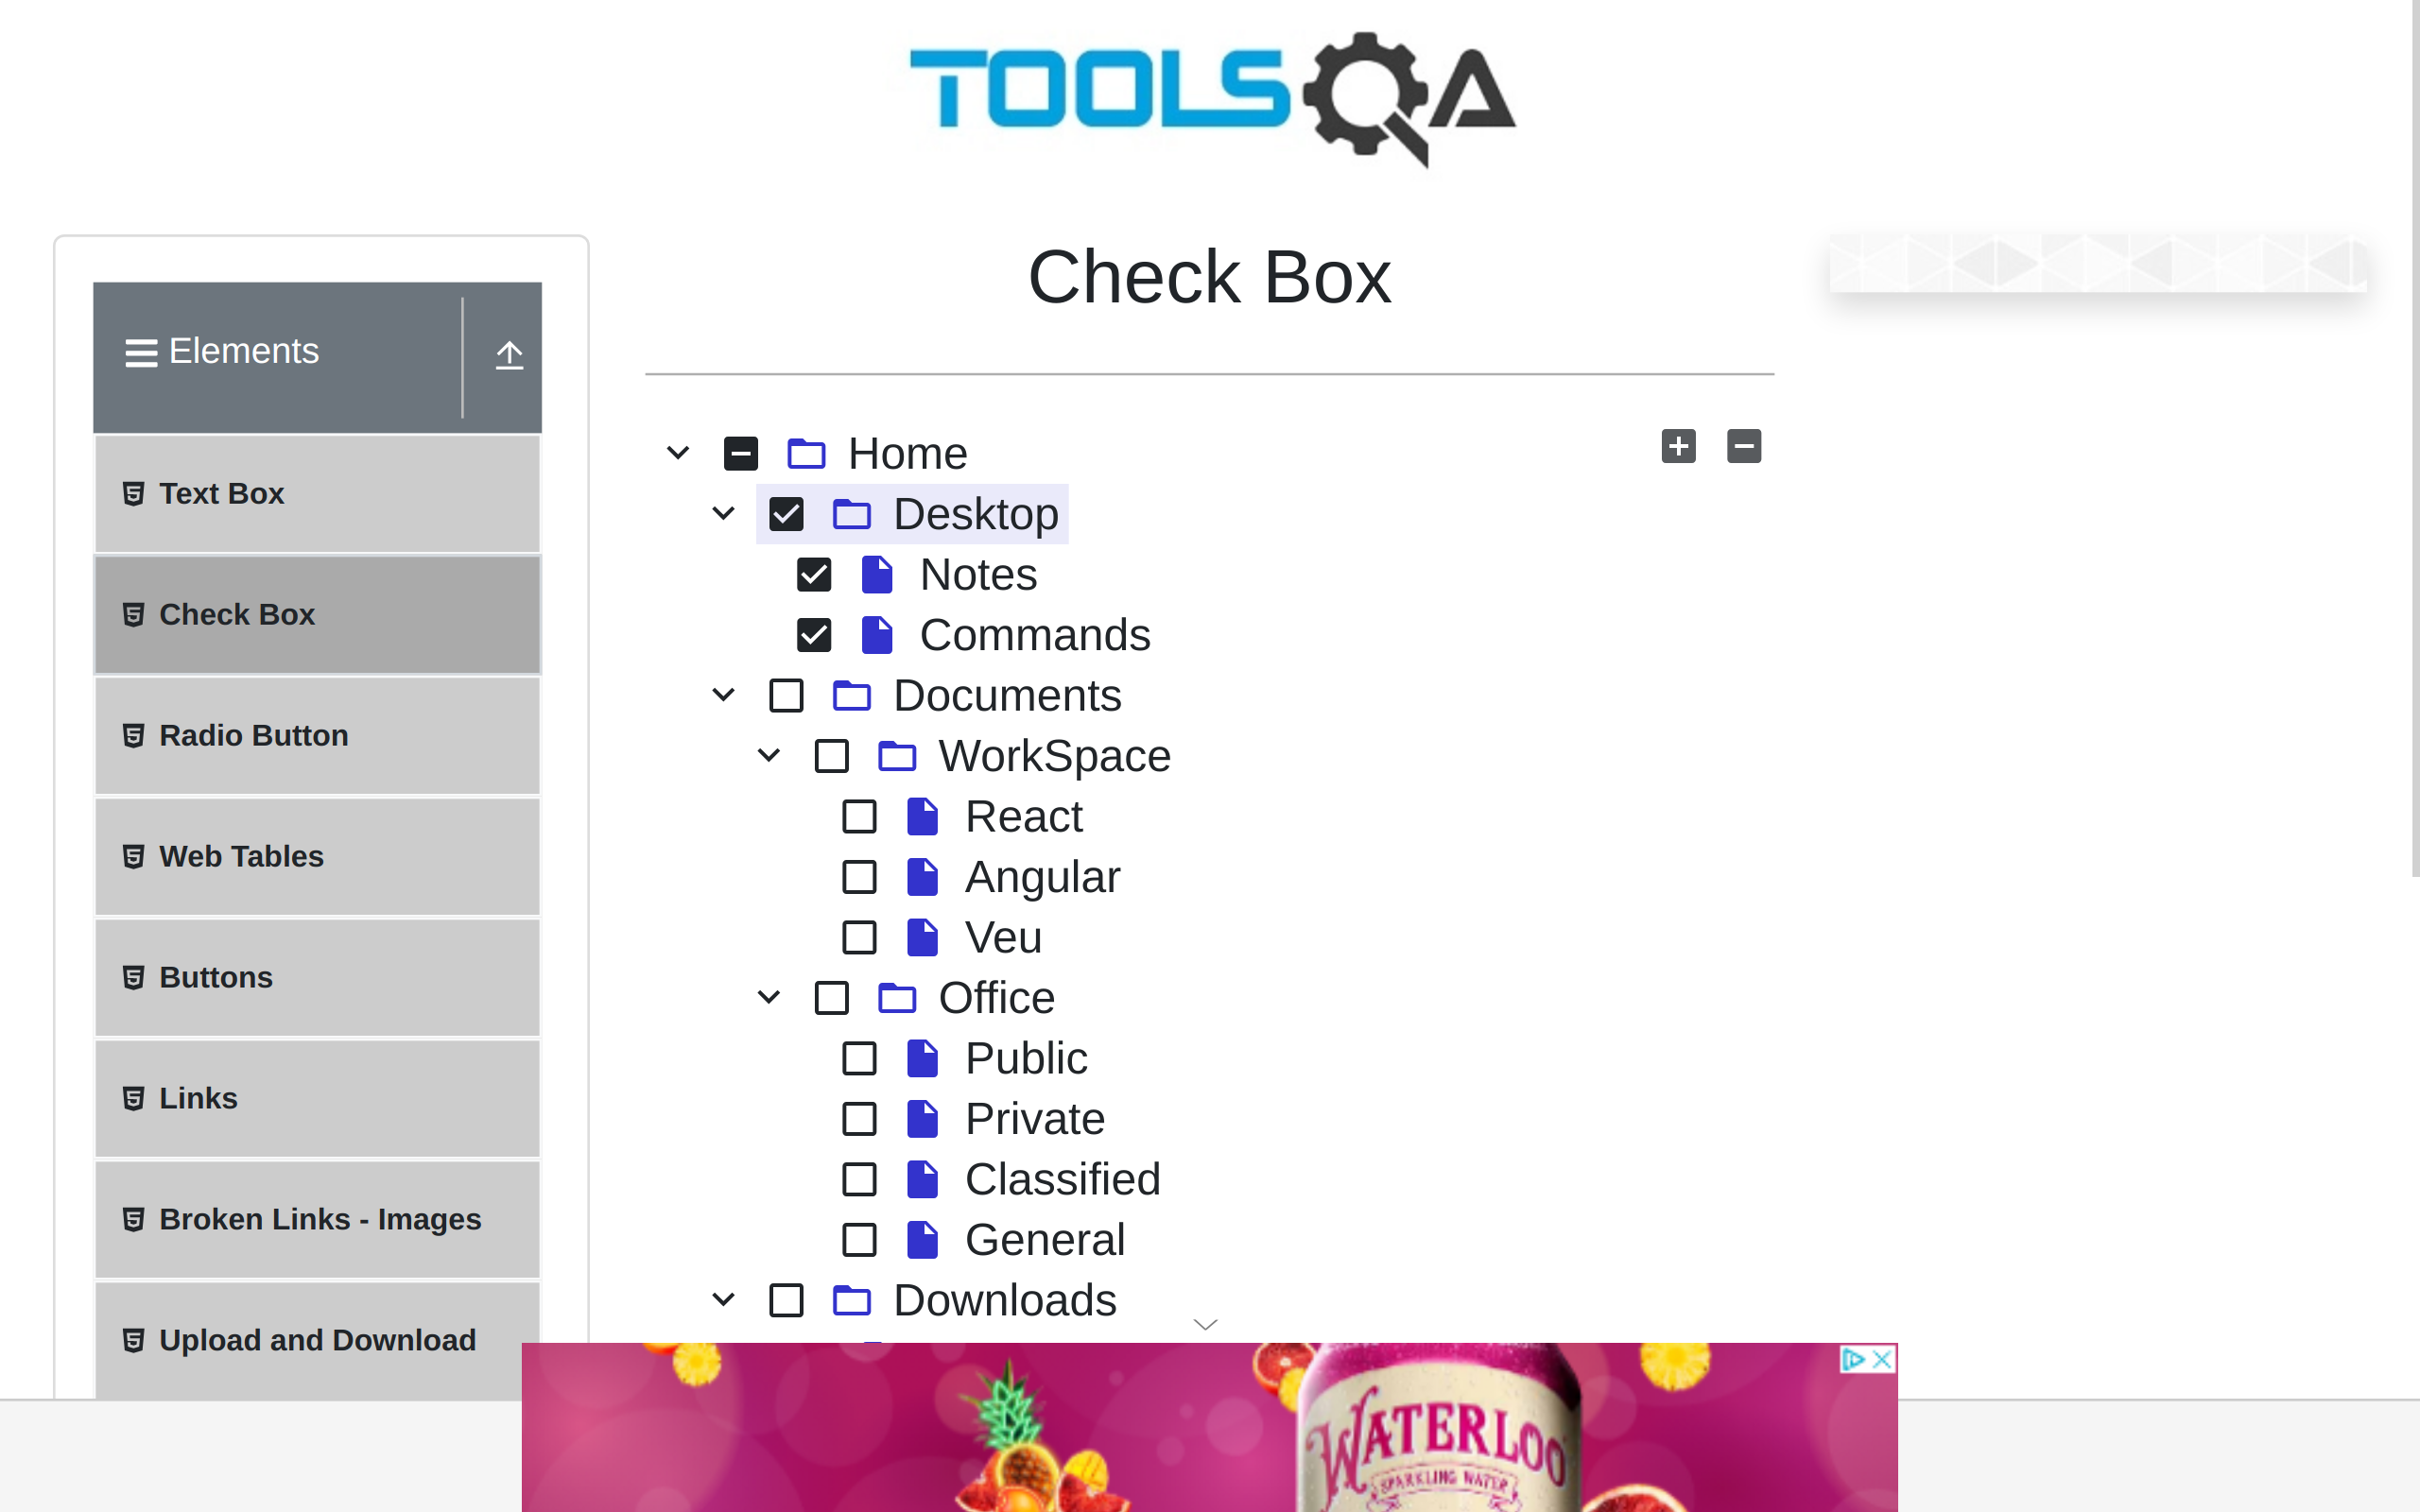 TOOLSQA
Check Box
Elements
Text Box
Check Box
Radio Button
Web Tables
Buttons
Links
Broken Links - Images
Upload and Download
Home
Desktop
Notes
Commands
Documents
WorkSpace
React
Angular
Veu
Office
Public
Private
Classified
General
Downloads
WATERLOO
SPARKLING WATER